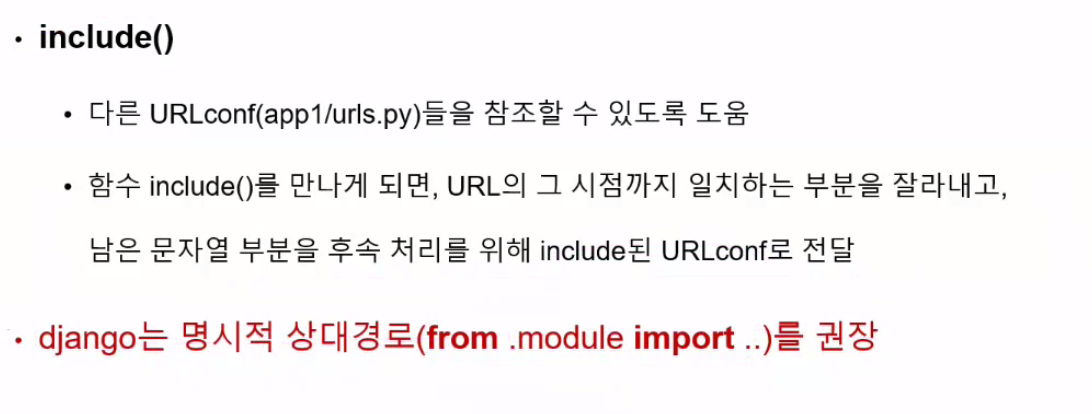 • include()
• 다른 URLconf(app1/urls.py)들을 참조할 수 있도록 도움
• 함수 include()를 만나게 되면, URL의 그 시점까지 일치하는 부분을 잘라내고,
남은 문자열 부분을 후속 처리를 위해 include된 URLconf로 전달
• django는 명시적 상대경로(from .module import ..)를 권장